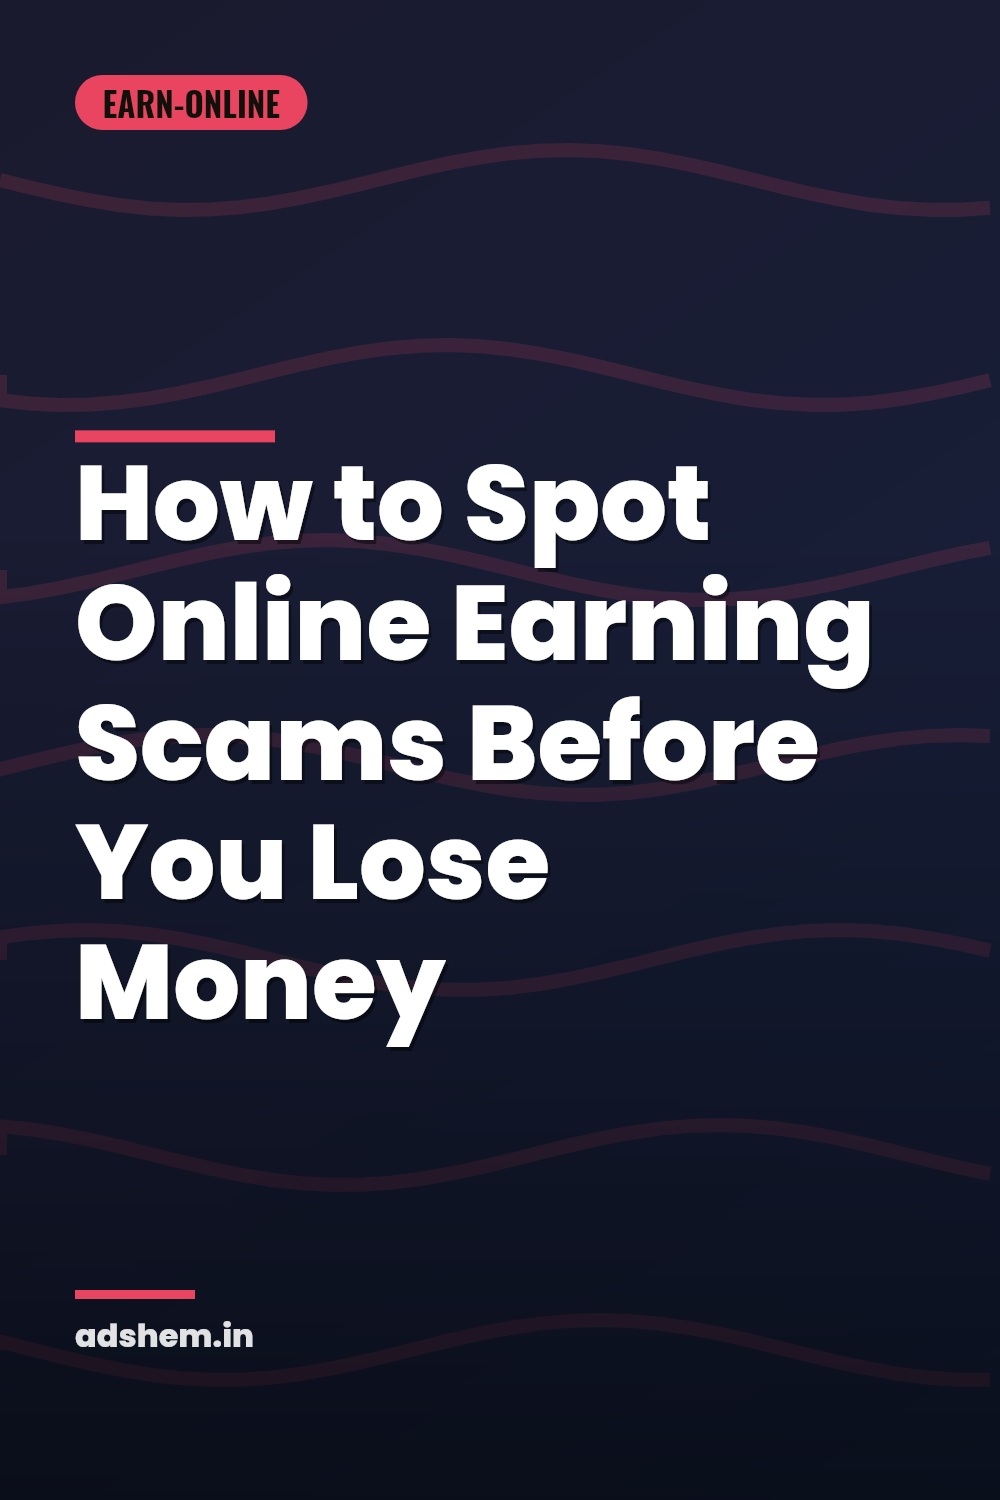 EARN-ONLINE
How to Spot
Online Earning
Scams Before
You Lose
Money
adshem.in